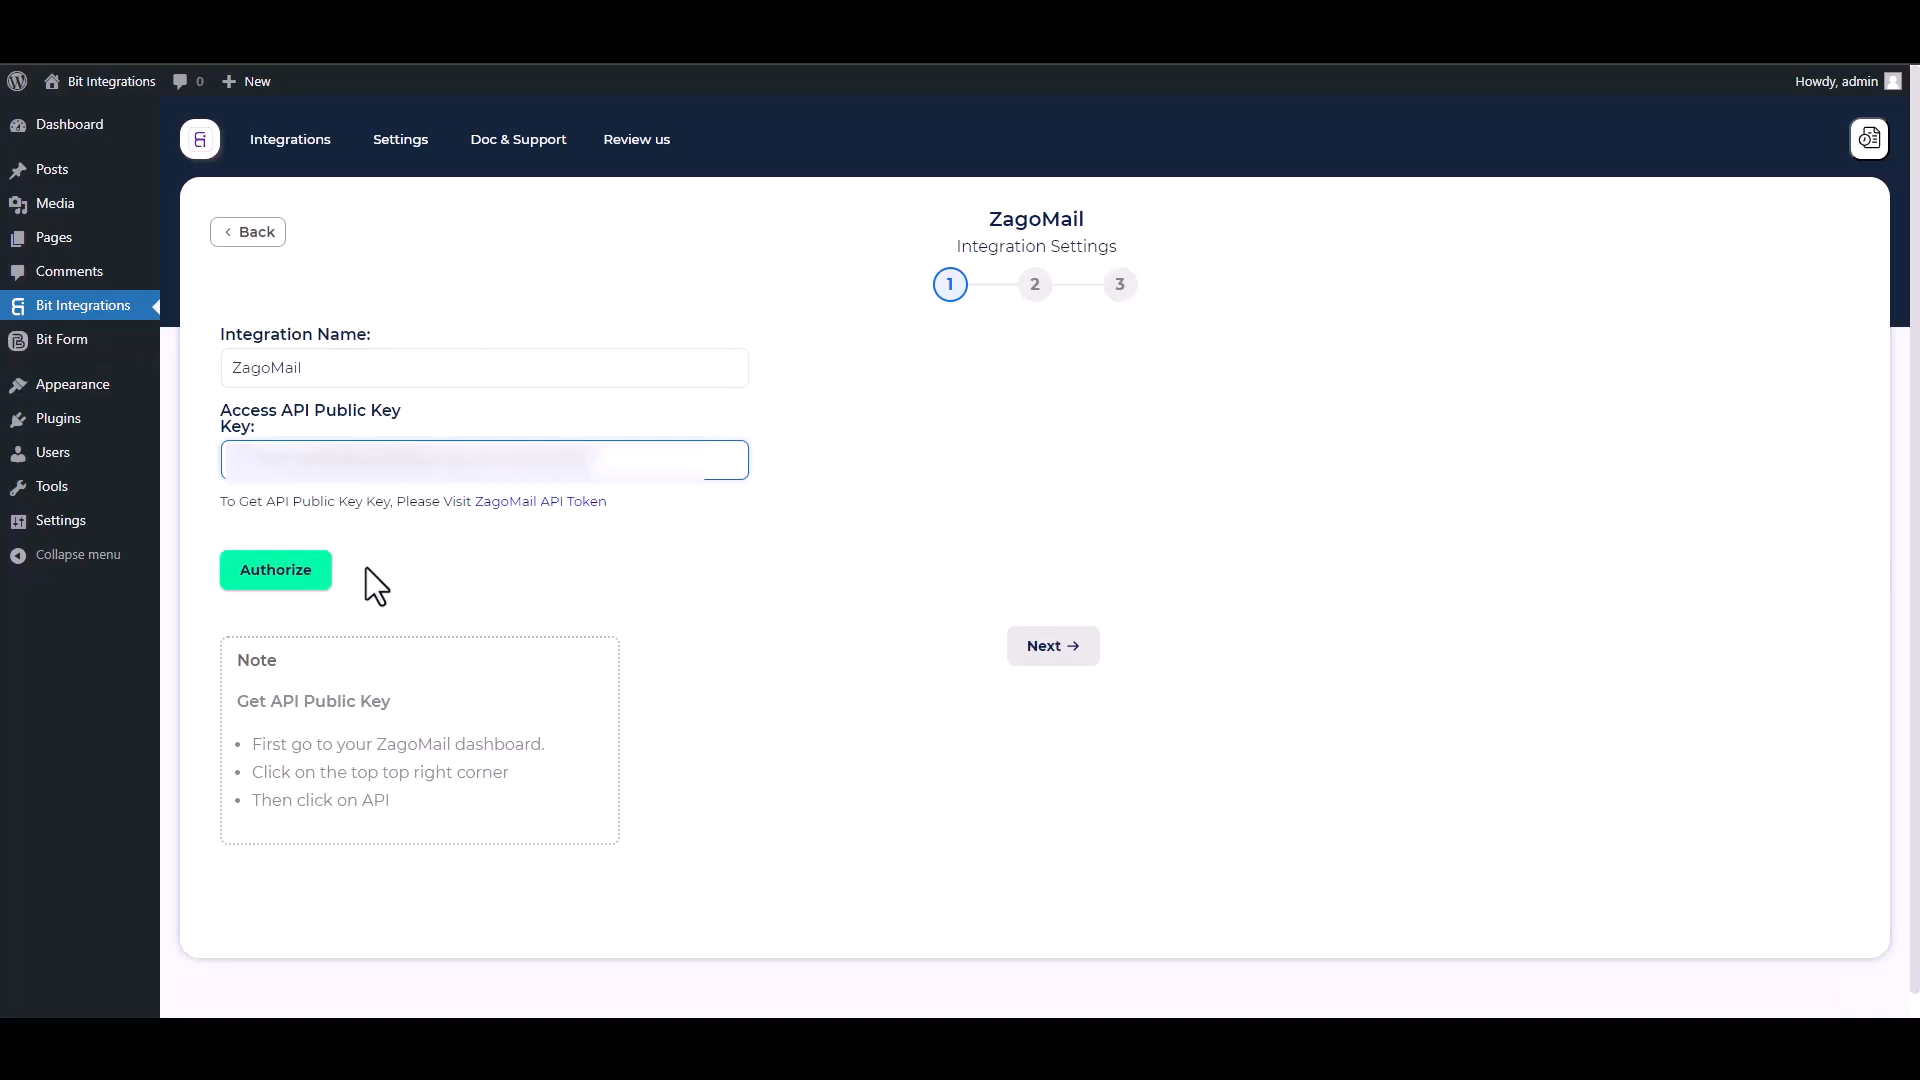 Bit Integrations
0
New
Howdy, admin
Dashboard
Posts
Media
Pages
Comments
Bit Integrations
Bit Form
Appearance
Plugins
Users
Tools
Settings
Collapse menu
Integrations
Settings
Doc & Support
Review us
Back
ZagoMail
Integration Settings
1
2
3
Integration Name:
ZagoMail
Access API Public Key
Key:
To Get API Public Key Key, Please Visit ZagoMail API Token
Authorize
Next
Note
Get API Public Key
First go to your ZagoMail dashboard.
Click on the top top right corner
Then click on API